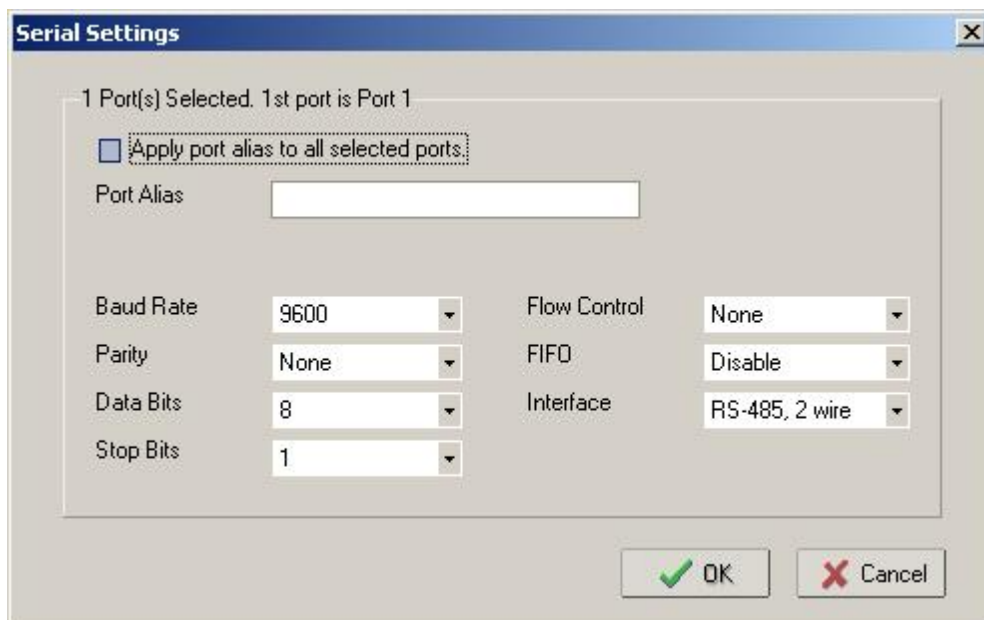 Serial Settings
1 Port(s) Selected. 1st port is Port 1
Apply port alias to all selected ports.
Port Alias
Baud Rate 9600 Flow Control None
Parity None FIFO Disable
Data Bits 8 Interface RS-485, 2 wire
Stop Bits 1
OK Cancel